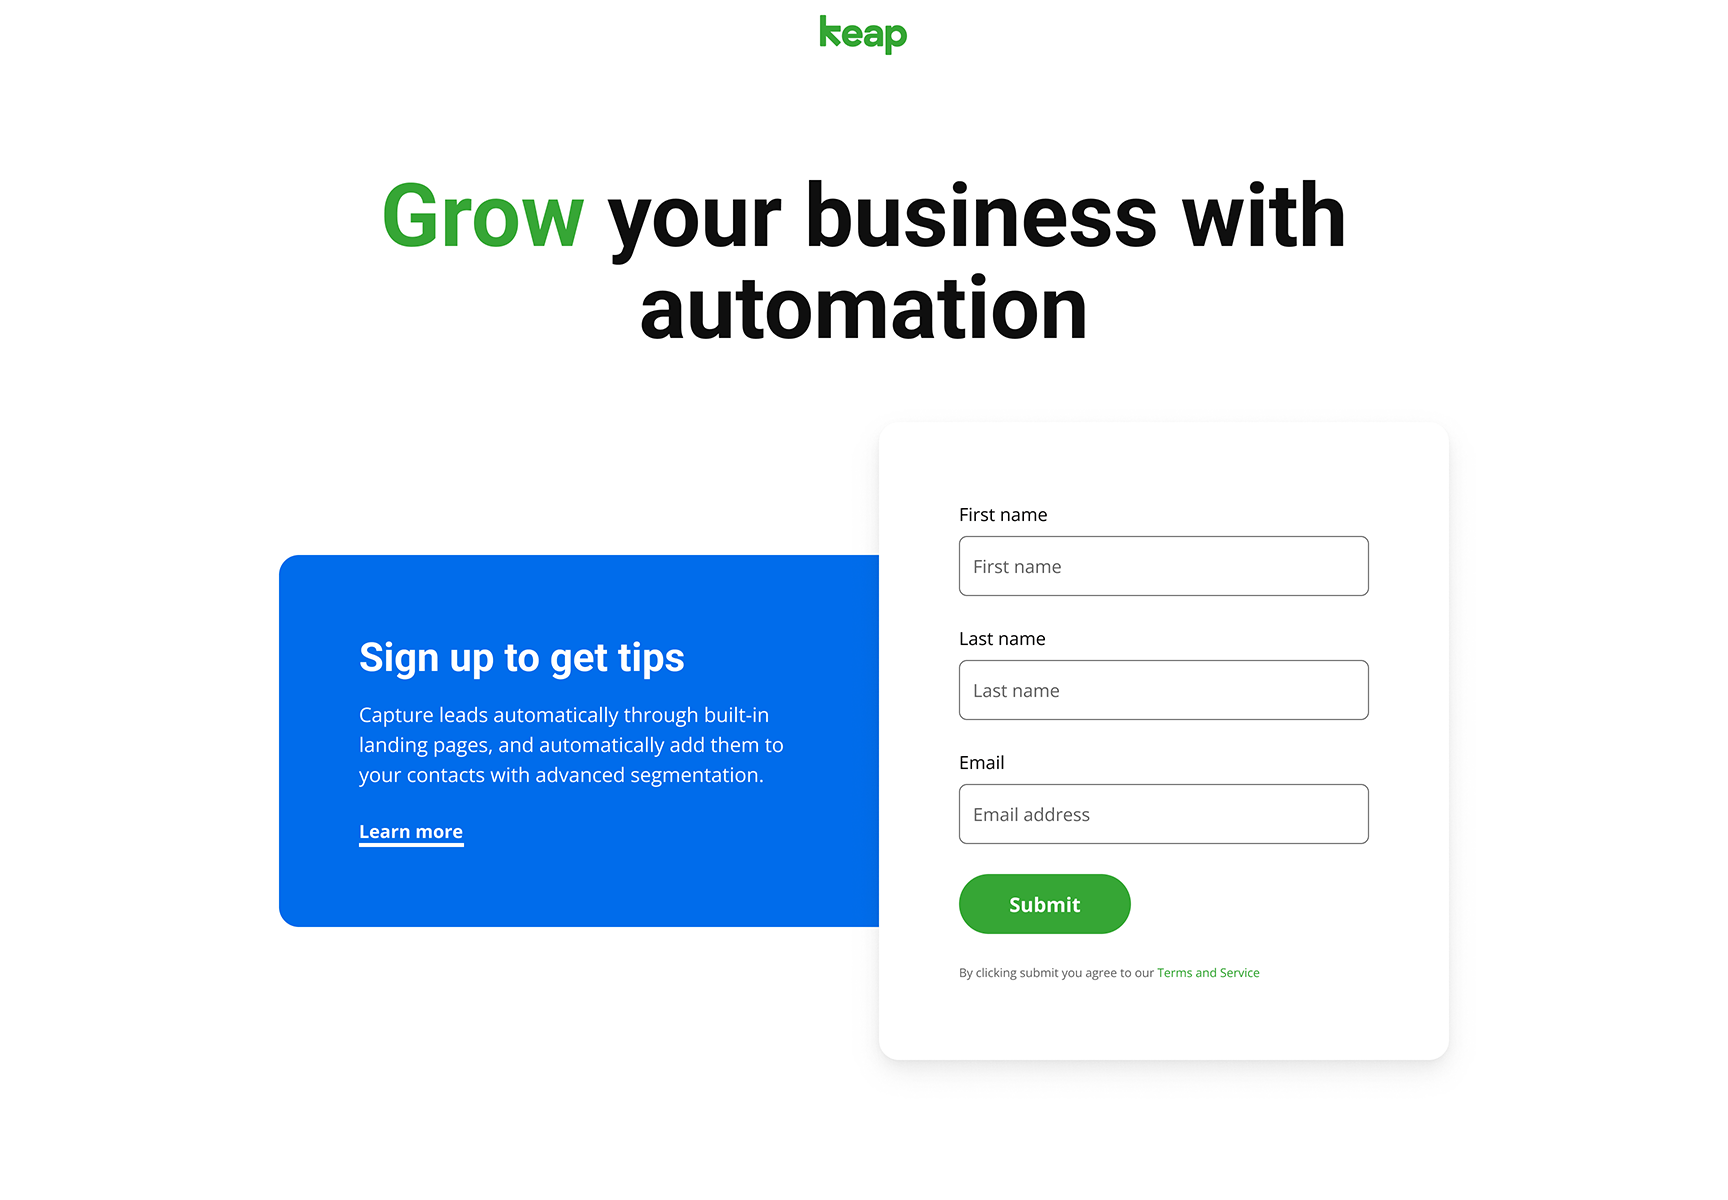 keap
Grow your business with
automation
Sign up to get tips
Capture leads automatically through built-in
landing pages, and automatically add them to
your contacts with advanced segmentation.
Learn more
First name
First name
Last name
Last name
Email
Email address
Submit
By clicking submit you agree to our Terms and Service